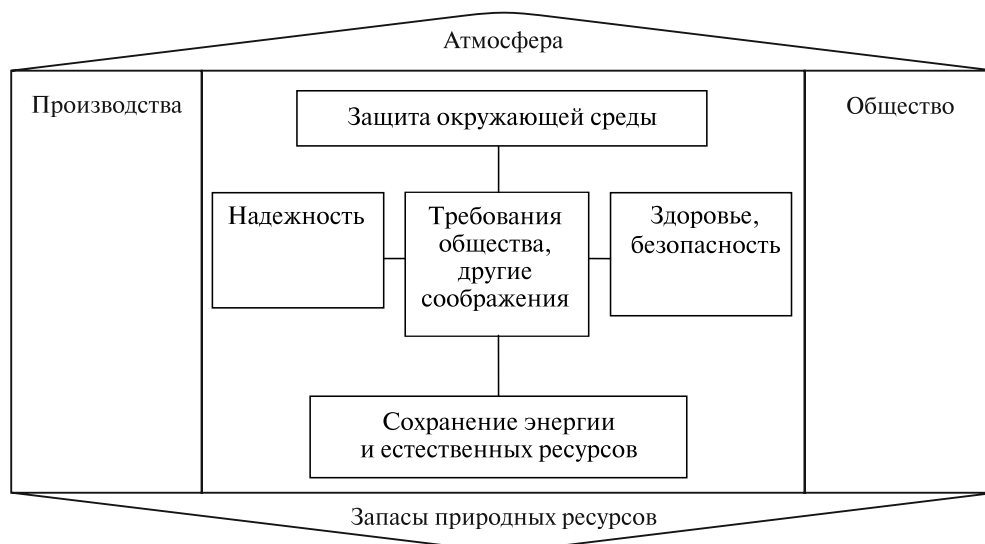 Атмосфера
Производства
Общество
Защита окружающей среды
Надежность
Требования
общества,
другие
соображения
Здоровье,
безопасность
Сохранение энергии
и естественных ресурсов
Запасы природных ресурсов